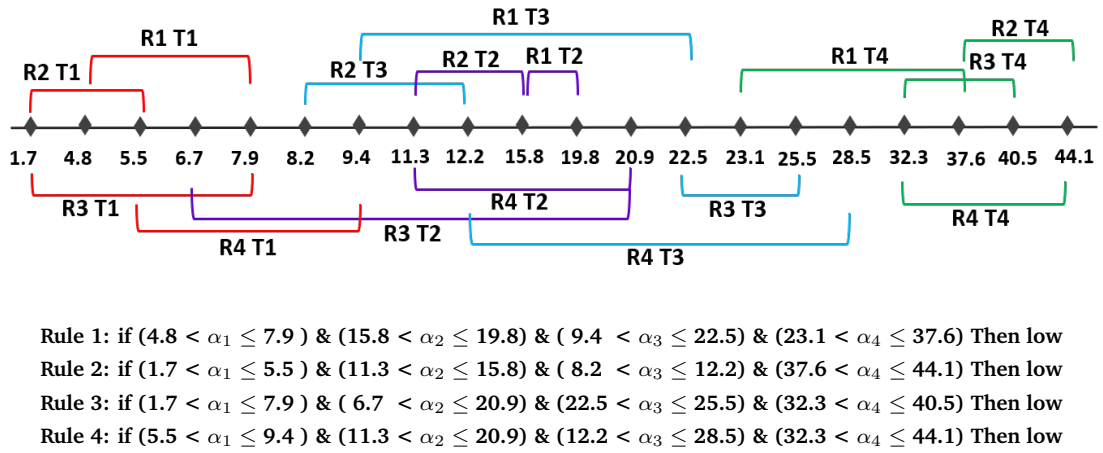 R1 T3
R2 T4
R1 T1
R2 T2
R1 T2
R1 T4
R3 T4
R2 T1
R2 T3
1.7 4.8 5.5 6.7 7.9 8.2 9.4 11.3 12.2 15.8 19.8 20.9 22.5 23.1 25.5 28.5 32.3 37.6 40.5 44.1
R3 T1
R4 T2
R3 T3
R4 T4
R4 T1
R3 T2
R4 T3
Rule 1: if (4.8 < α₁ ≤ 7.9 ) & (15.8 < α₂ ≤ 19.8) & ( 9.4 < α₃ ≤ 22.5) & (23.1 < α₄ ≤ 37.6) Then low
Rule 2: if (1.7 < α₁ ≤ 5.5) & (11.3 < α₂ ≤ 15.8) & ( 8.2 < α₃ ≤ 12.2) & (37.6 < α₄ ≤ 44.1) Then low
Rule 3: if (1.7 < α₁ ≤ 7.9) & ( 6.7 < α₂ ≤ 20.9) & (22.5 < α₃ ≤ 25.5) & (32.3 < α₄ ≤ 40.5) Then low
Rule 4: if (5.5 < α₁ ≤ 9.4) & (11.3 < α₂ ≤ 20.9) & (12.2 < α₃ ≤ 28.5) & (32.3 < α₄ ≤ 44.1) Then low